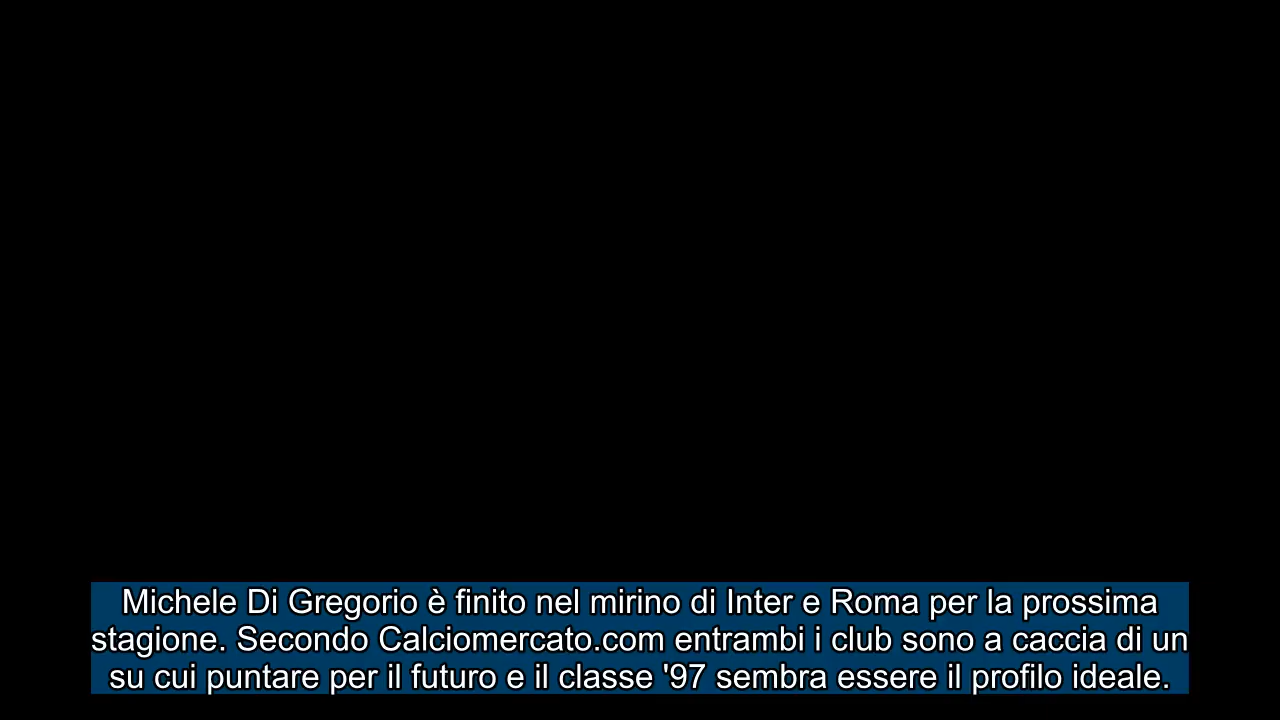 Michele Di Gregorio è finito nel mirino di Inter e Roma per la prossima
stagione. Secondo Calciomercato.com entrambi i club sono a caccia di un
su cui puntare per il futuro e il classe '97 sembra essere il profilo ideale.